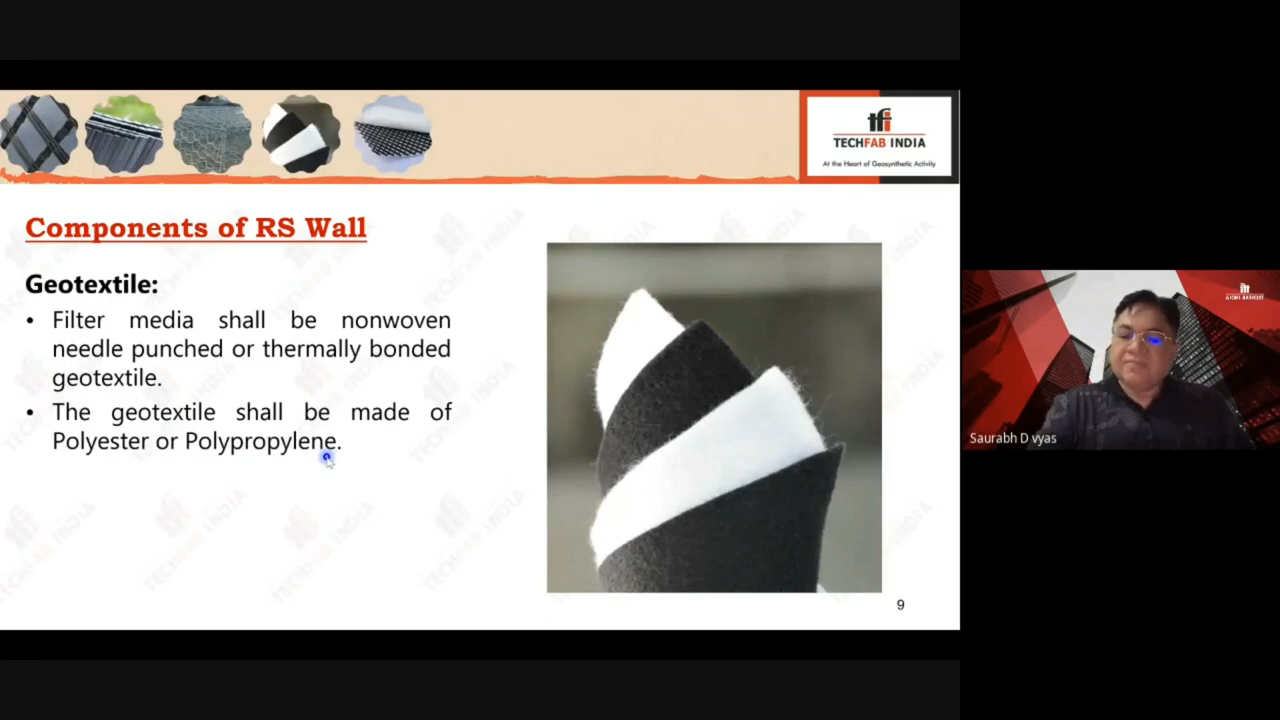 tfi
TECHFAB INDIA
At the Heart of Geosynthetic Activity
Components of RS Wall
Geotextile:
• Filter media shall be nonwoven
needle punched or thermally bonded
geotextile.
• The geotextile shall be made of
Polyester or Polypropylene.
9
Saurabh D vyas